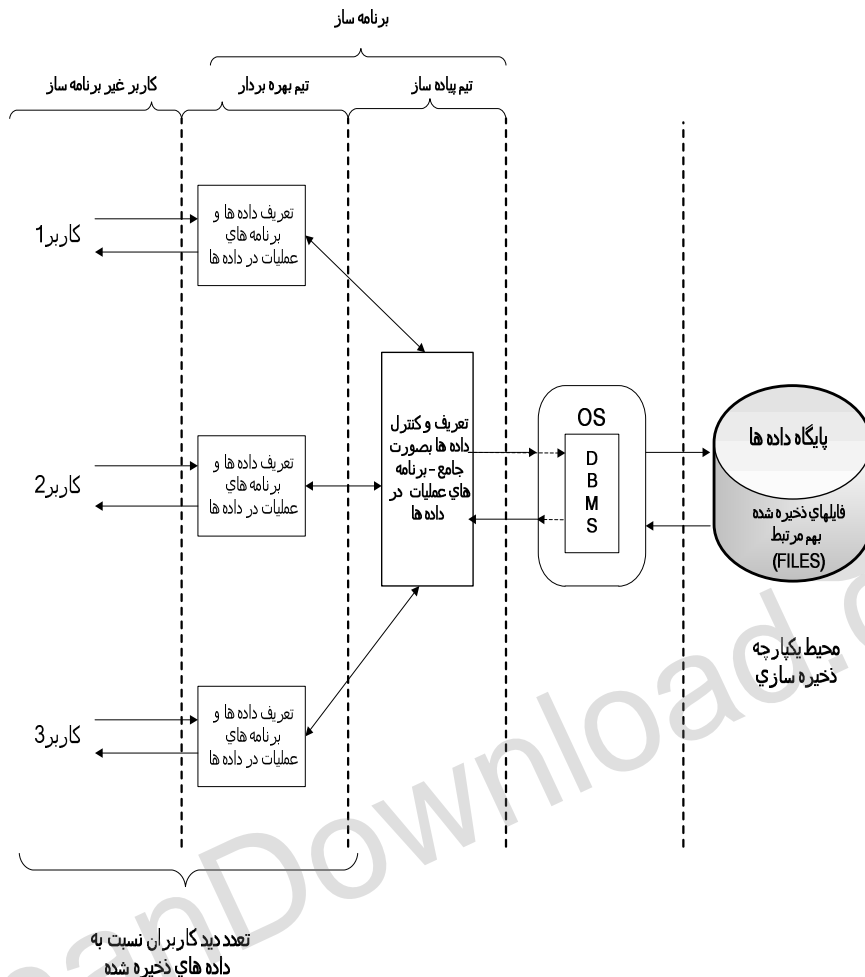 برنامه ساز
کاربر غیر برنامه ساز
تیم بهره بردار
تیم پیاده ساز
کاربر1
تعریف داده ها و
برنامه هاي
عملیات در داده ها
کاربر2
تعریف داده ها و
برنامه هاي
عملیات در داده ها
کاربر3
تعریف داده ها و
برنامه هاي
عملیات در داده ها
تعریف و کنترل
داده ها بصورت
جامع - برنامه
هاي عملیات در
داده ها
OS
D
B
M
S
پایگاه داده ها
فایلهاي ذخیره شده
بهم مرتبط
(FILES)
محیط یکپارچه
ذخیره سازي
تعدد دید کاربران نسبت به
داده هاي ذخیره شده